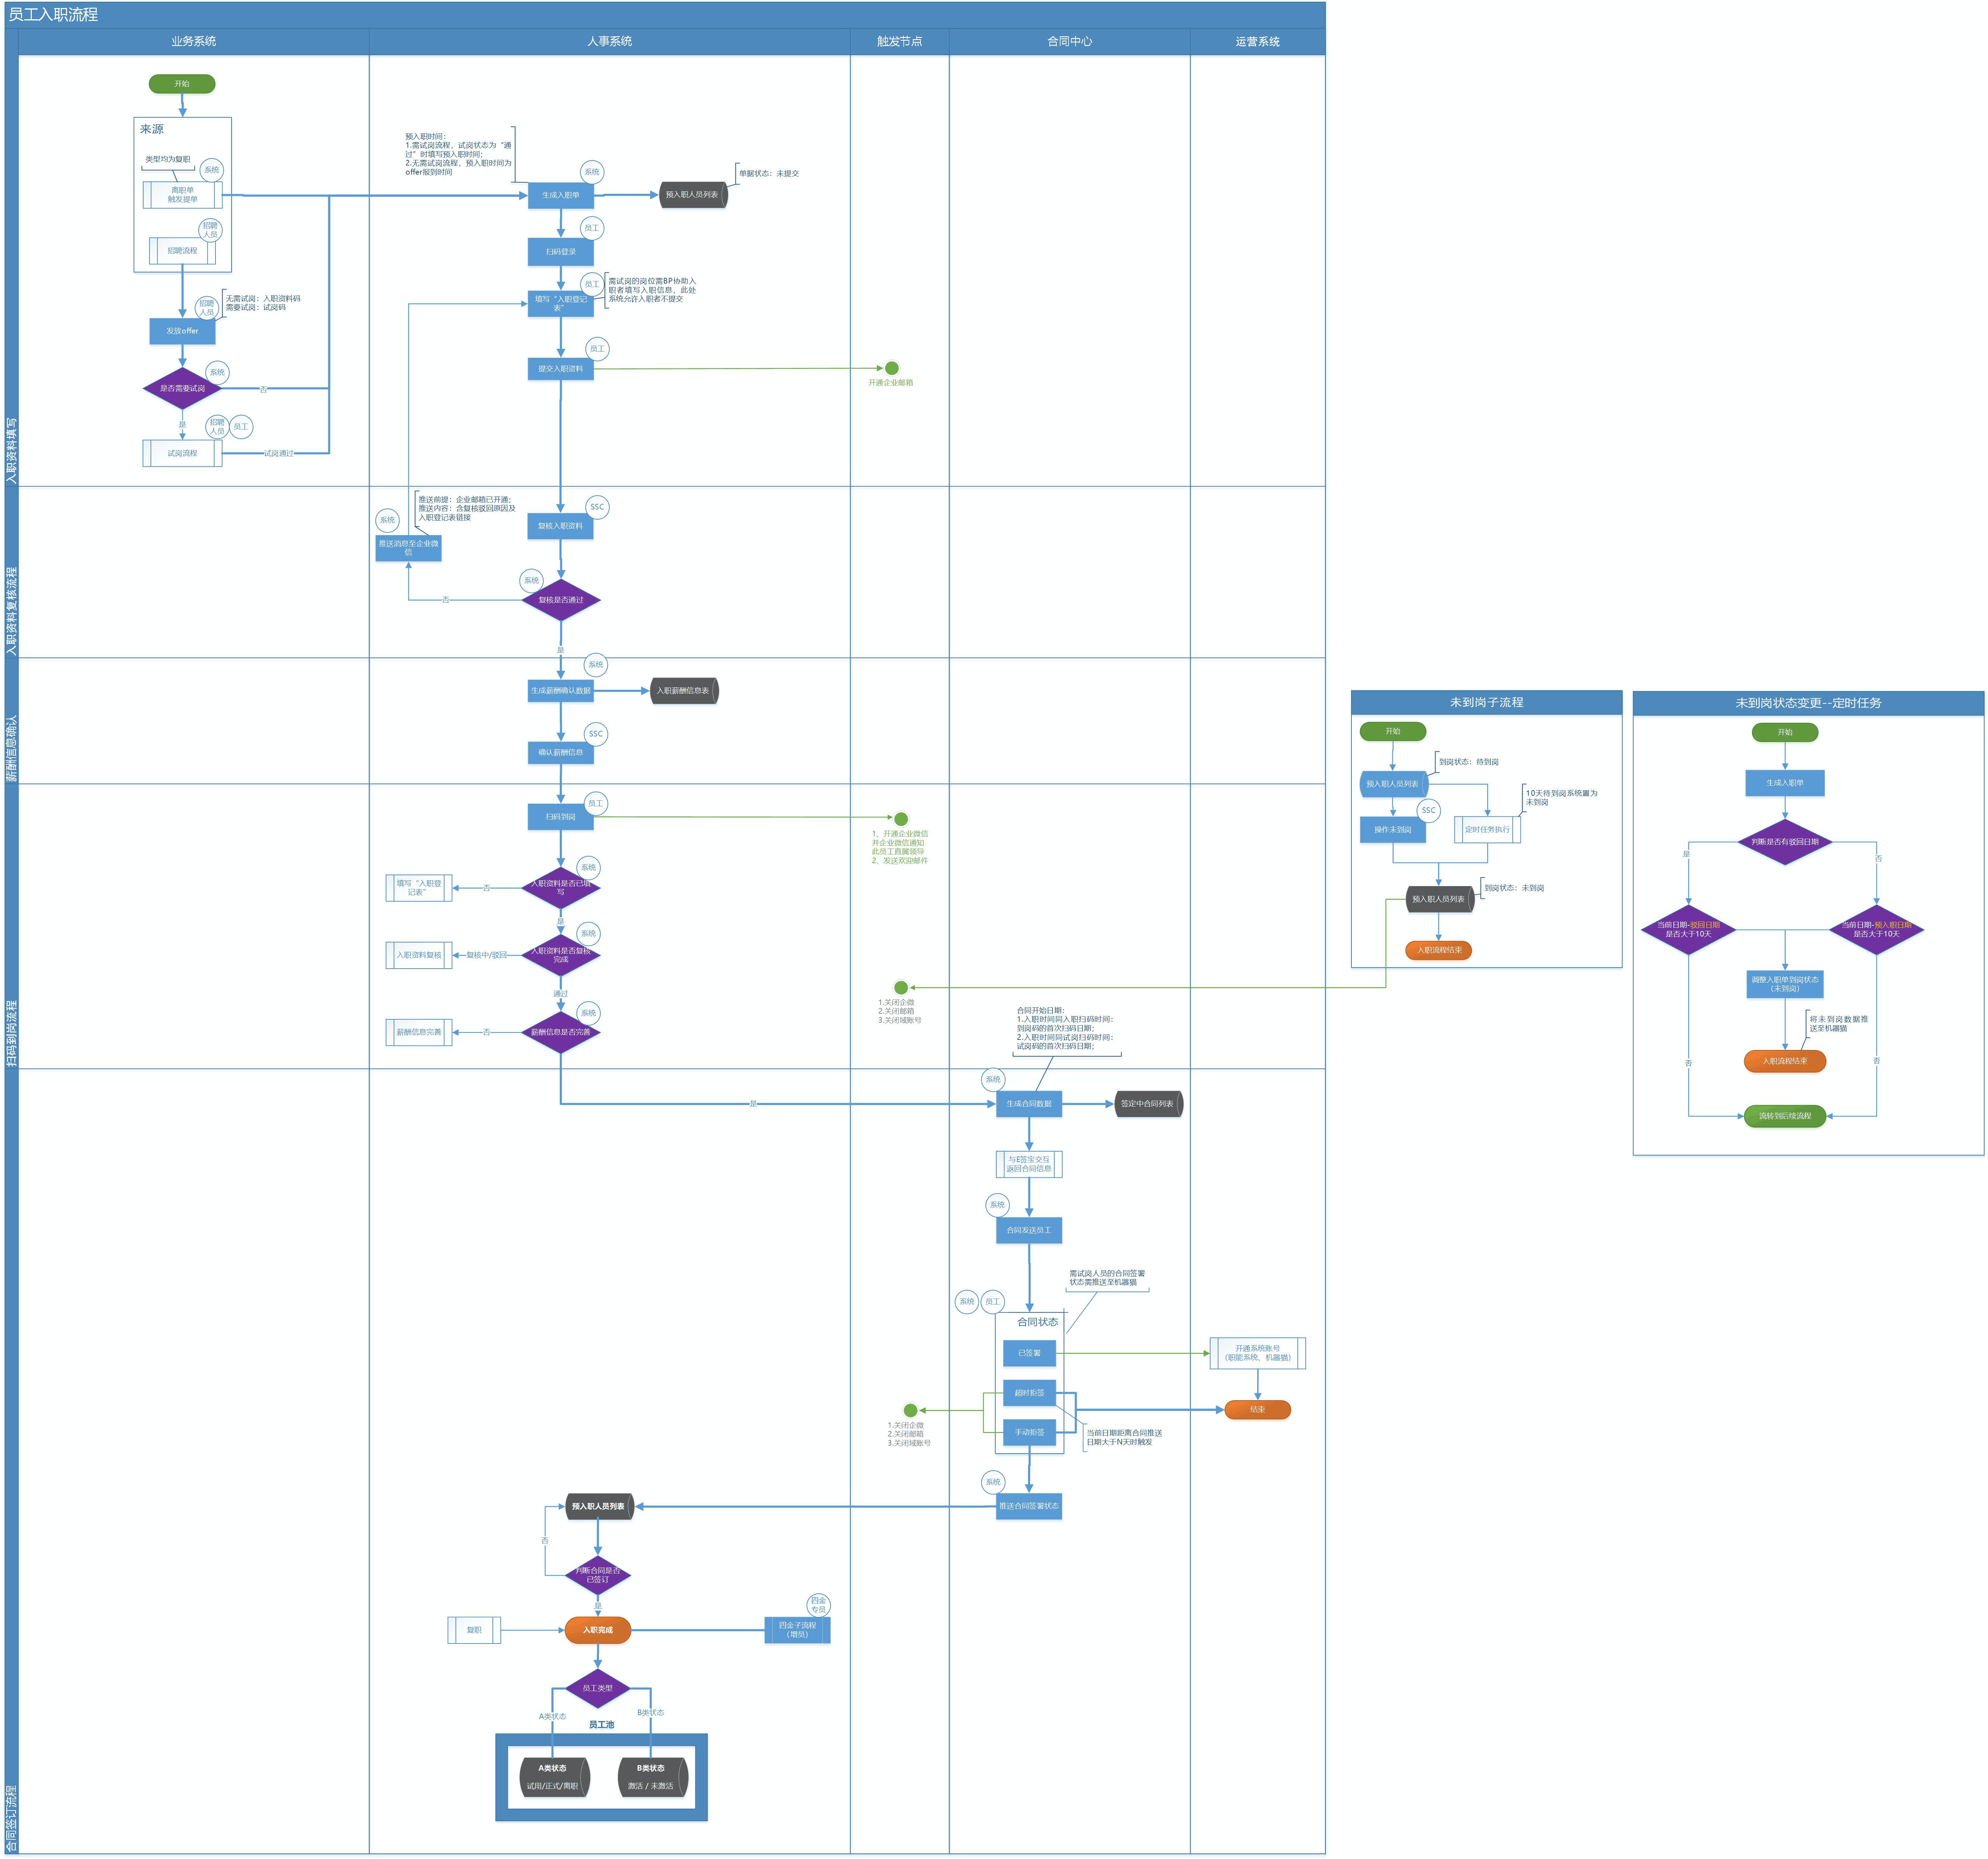 员工入职流程
业务系统
人事系统
触发节点
合同中心
运营系统
入职资料填写
开始
来源
类型均为复职
系统
离职单
触发提单
招聘
人员
招聘流程
无需试岗：入职资料码
需要试岗：试岗码
招聘
人员
发放offer
系统
是否需要试岗
否
是
招聘
人员
员工
试岗流程
试岗通过
预入职时间：
1.需试岗流程，试岗状态为“通
过”时填写预入职时间；
2.无需试岗流程，预入职时间为
offer报到时间
系统
生成入职单
预入职人员列表
单据状态：未提交
员工
扫码登录
员工
填写“入职登记
表”
需试岗的岗位需BP协助入
职者填写入职信息，此处
系统允许入职者不提交
员工
提交入职资料
开通企业邮箱
入职资料复核流程
推送前提：企业邮箱已开通；
推送内容：含复核驳回原因及
入职登记表链接
系统
推送消息至企业微
信
SSC
复核入职资料
系统
复核是否通过
否
是
薪酬信息确认
系统
生成薪酬确认数据
入职薪酬信息表
SSC
确认薪酬信息
扫码到岗流程
员工
扫码到岗
1、开通企业微信
并企业微信通知
此员工直属领导
2、发送欢迎邮件
系统
入职资料是否已填
写
否
填写“入职登
记表”
是
系统
入职资料是否复核
完成
复核中/驳回
入职资料复核
通过
系统
薪酬信息是否完善
否
薪酬信息完善
1.关闭企微
2.关闭邮箱
3.关闭域账号
合同开始日期：
1.入职时间同入职扫码时间：
到岗码的首次扫码日期；
2.入职时间同试岗扫码时间：
试岗码的首次扫码日期；
合同签订流程
是
系统
生成合同数据
签定中合同列表
与E签宝交互
返回合同信息
系统
合同发送员工
需试岗人员的合同签署
状态需推送至机器猫
系统
员工
合同状态
已签署
超时拒签
手动拒签
开通系统账号
（职能系统、机器猫）
结束
1.关闭企微
2.关闭邮箱
3.关闭域账号
当前日期距离合同推送
日期大于N天时触发
系统
推送合同签署状态
预入职人员列表
否
判断合同是否
已签订
是
复职
入职完成
四金
专员
四金子流程
（增员）
员工类型
A类状态
B类状态
员工池
A类状态
试用/正式/离职
B类状态
激活 / 未激活
未到岗子流程
开始
预入职人员列表
到岗状态：待到岗
SSC
操作未到岗
定时任务执行
10天待到岗系统置为
未到岗
预入职人员列表
到岗状态：未到岗
入职流程结束
未到岗状态变更--定时任务
开始
生成入职单
判断是否有驳回日期
是
否
当前日期-驳回日期
是否大于10天
当前日期-预入职日期
是否大于10天
调整入职单到岗状态
（未到岗）
将未到岗数据推
送至机器猫
入职流程结束
否
否
流转到后续流程